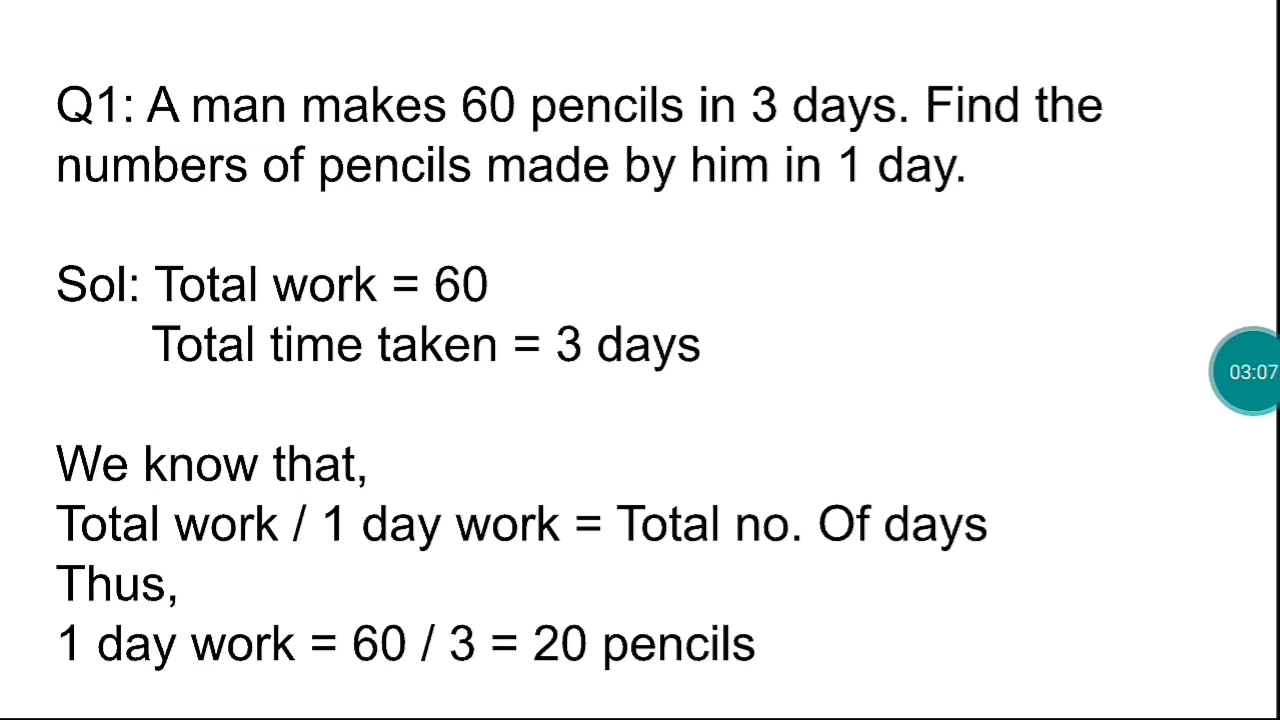 Q1: A man makes 60 pencils in 3 days. Find the
numbers of pencils made by him in 1 day.
Sol: Total work = 60
Total time taken = 3 days
03:07
We know that,
Total work / 1 day work = Total no. Of days
Thus,
1 day work = 60 / 3 = 20 pencils